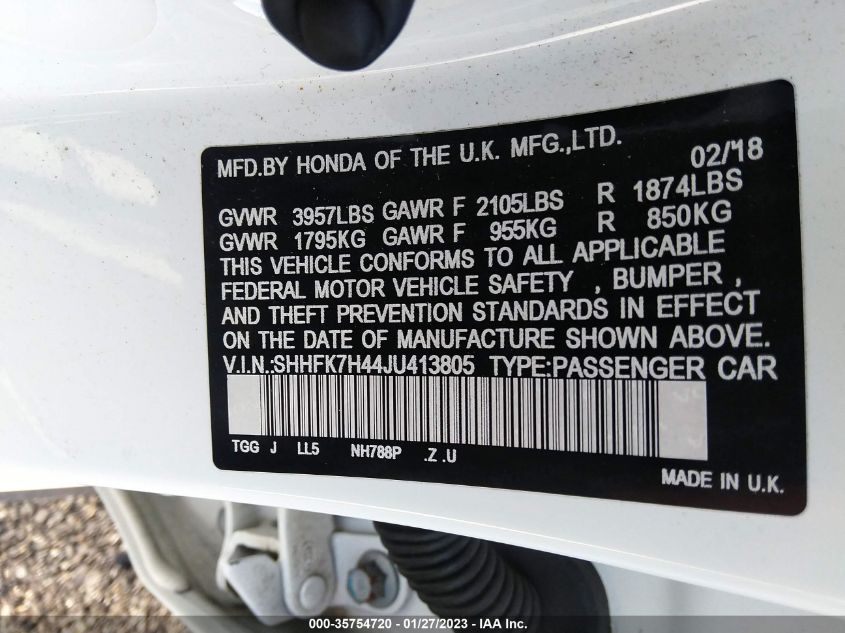 MFD.BY HONDA OF THE U.K. MFG.,LTD. 02/18
GVWR 3957LBS GAWR F 2105LBS R 1874LBS
GVWR 1795KG GAWR F 955KG R 850KG
THIS VEHICLE CONFORMS TO ALL APPLICABLE
FEDERAL MOTOR VEHICLE SAFETY , BUMPER ,
AND THEFT PREVENTION STANDARDS IN EFFECT
ON THE DATE OF MANUFACTURE SHOWN ABOVE.
V.I.N.:SHHFK7H44JU413805 TYPE:PASSENGER CAR
TGG J LL5 NH788P .Z .U
MADE IN U.K.
000-35754720 - 01/27/2023 - © IAA Inc.